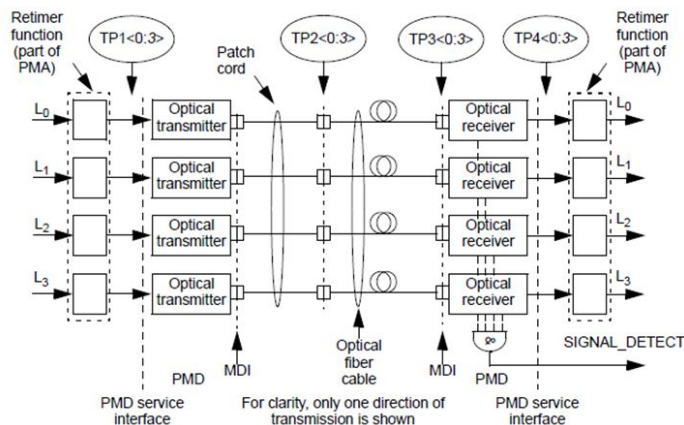 Retimer
function
(part of
PMA)
TP1<0:3>
Patch
cord
TP2<0:3>
TP3<0:3>
TP4<0:3>
Retimer
function
(part of
PMA)
L0
Optical
transmitter
Optical
receiver
L0
L1
Optical
transmitter
Optical
receiver
L1
L2
Optical
transmitter
Optical
receiver
L2
L3
Optical
transmitter
Optical
receiver
L3
&
SIGNAL_DETECT
PMD
MDI
Optical
fiber
cable
MDI
PMD
PMD service
interface
For clarity, only one direction of
transmission is shown
PMD service
interface